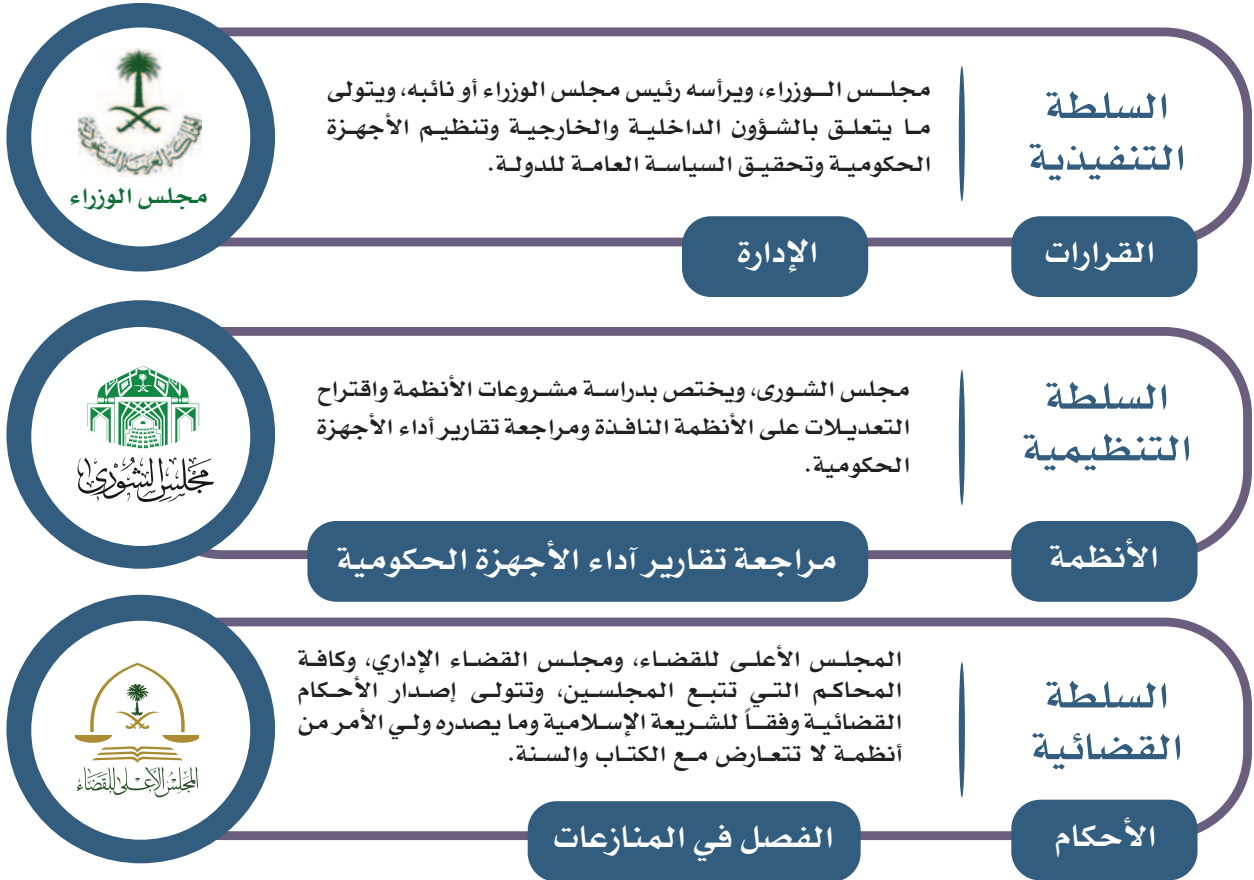 السلطة
التنفيذية
مجلس الوزراء، ويرأسه رئيس مجلس الوزراء أو نائبه، ويتولى
ما يتعلق بالشؤون الداخلية والخارجية وتنظيم الأجهزة
الحكومية وتحقيق السياسة العامة للدولة.
مجلس الوزراء
القرارات
الإدارة
السلطة
التنظيمية
مجلس الشورى، ويختص بدراسة مشروعات الأنظمة واقتراح
التعديلات على الأنظمة النافذة ومراجعة تقارير أداء الأجهزة
الحكومية.
مجلس الشورى
الأنظمة
مراجعة تقارير آداء الأجهزة الحكومية
السلطة
القضائية
المجلس الأعلى للقضاء، ومجلس القضاء الإداري، وكافة
المحاكم التي تتبع المجلسين، وتتولى إصدار الأحكام
القضائية وفقاً للشريعة الإسلامية وما يصدره ولي الأمر من
أنظمة لا تتعارض مع الكتاب والسنة.
المجلس الأعلى للقضاء
الأحكام
الفصل في المنازعات